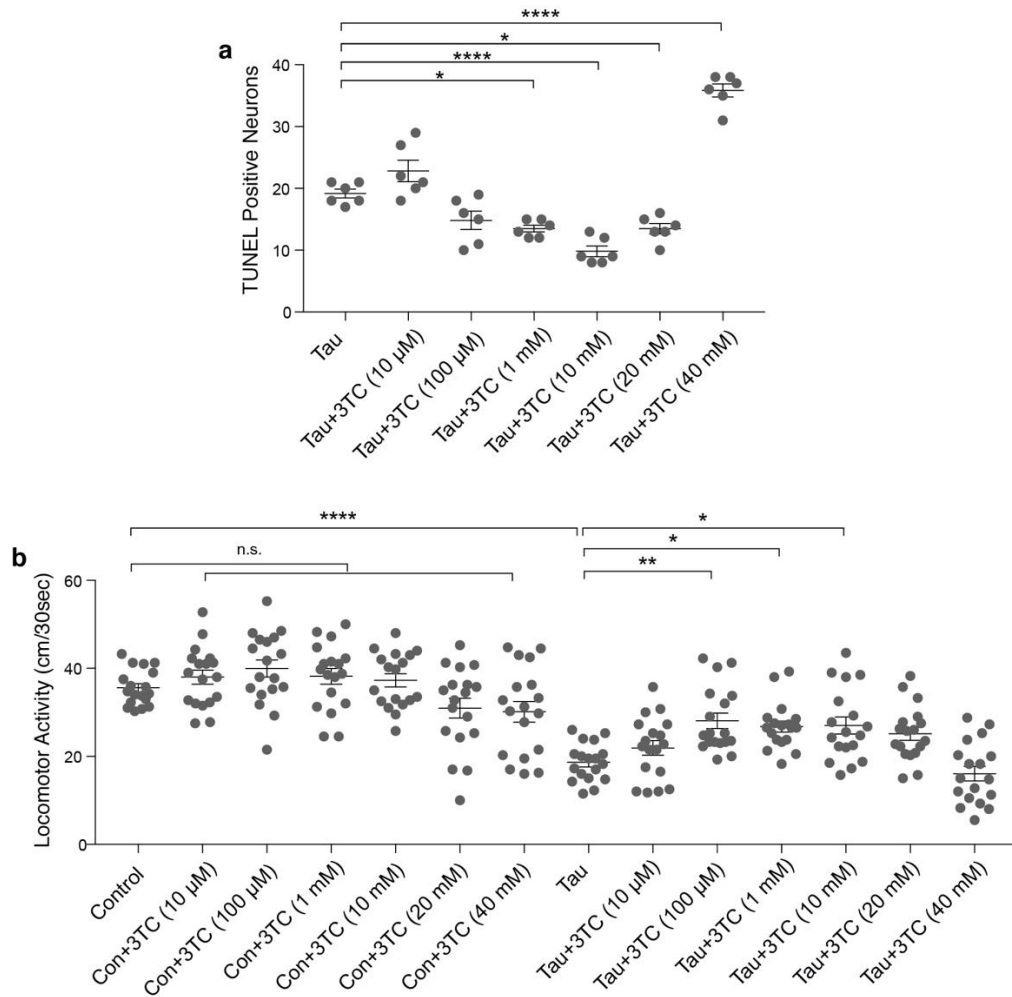 ****
a
*
****
*
40
30
20
10
0
TUNEL Positive Neurons
Tau
Tau+3TC (10 μM)
Tau+3TC (100 μM)
Tau+3TC (1 mM)
Tau+3TC (10 mM)
Tau+3TC (20 mM)
Tau+3TC (40 mM)
b
****
*
n.s.
*
**
60
40
20
0
Locomotor Activity (cm/30sec)
Control
Con+3TC (10 μM)
Con+3TC (100 μM)
Con+3TC (1 mM)
Con+3TC (10 mM)
Con+3TC (20 mM)
Con+3TC (40 mM)
Tau
Tau+3TC (10 μM)
Tau+3TC (100 μM)
Tau+3TC (1 mM)
Tau+3TC (10 mM)
Tau+3TC (20 mM)
Tau+3TC (40 mM)